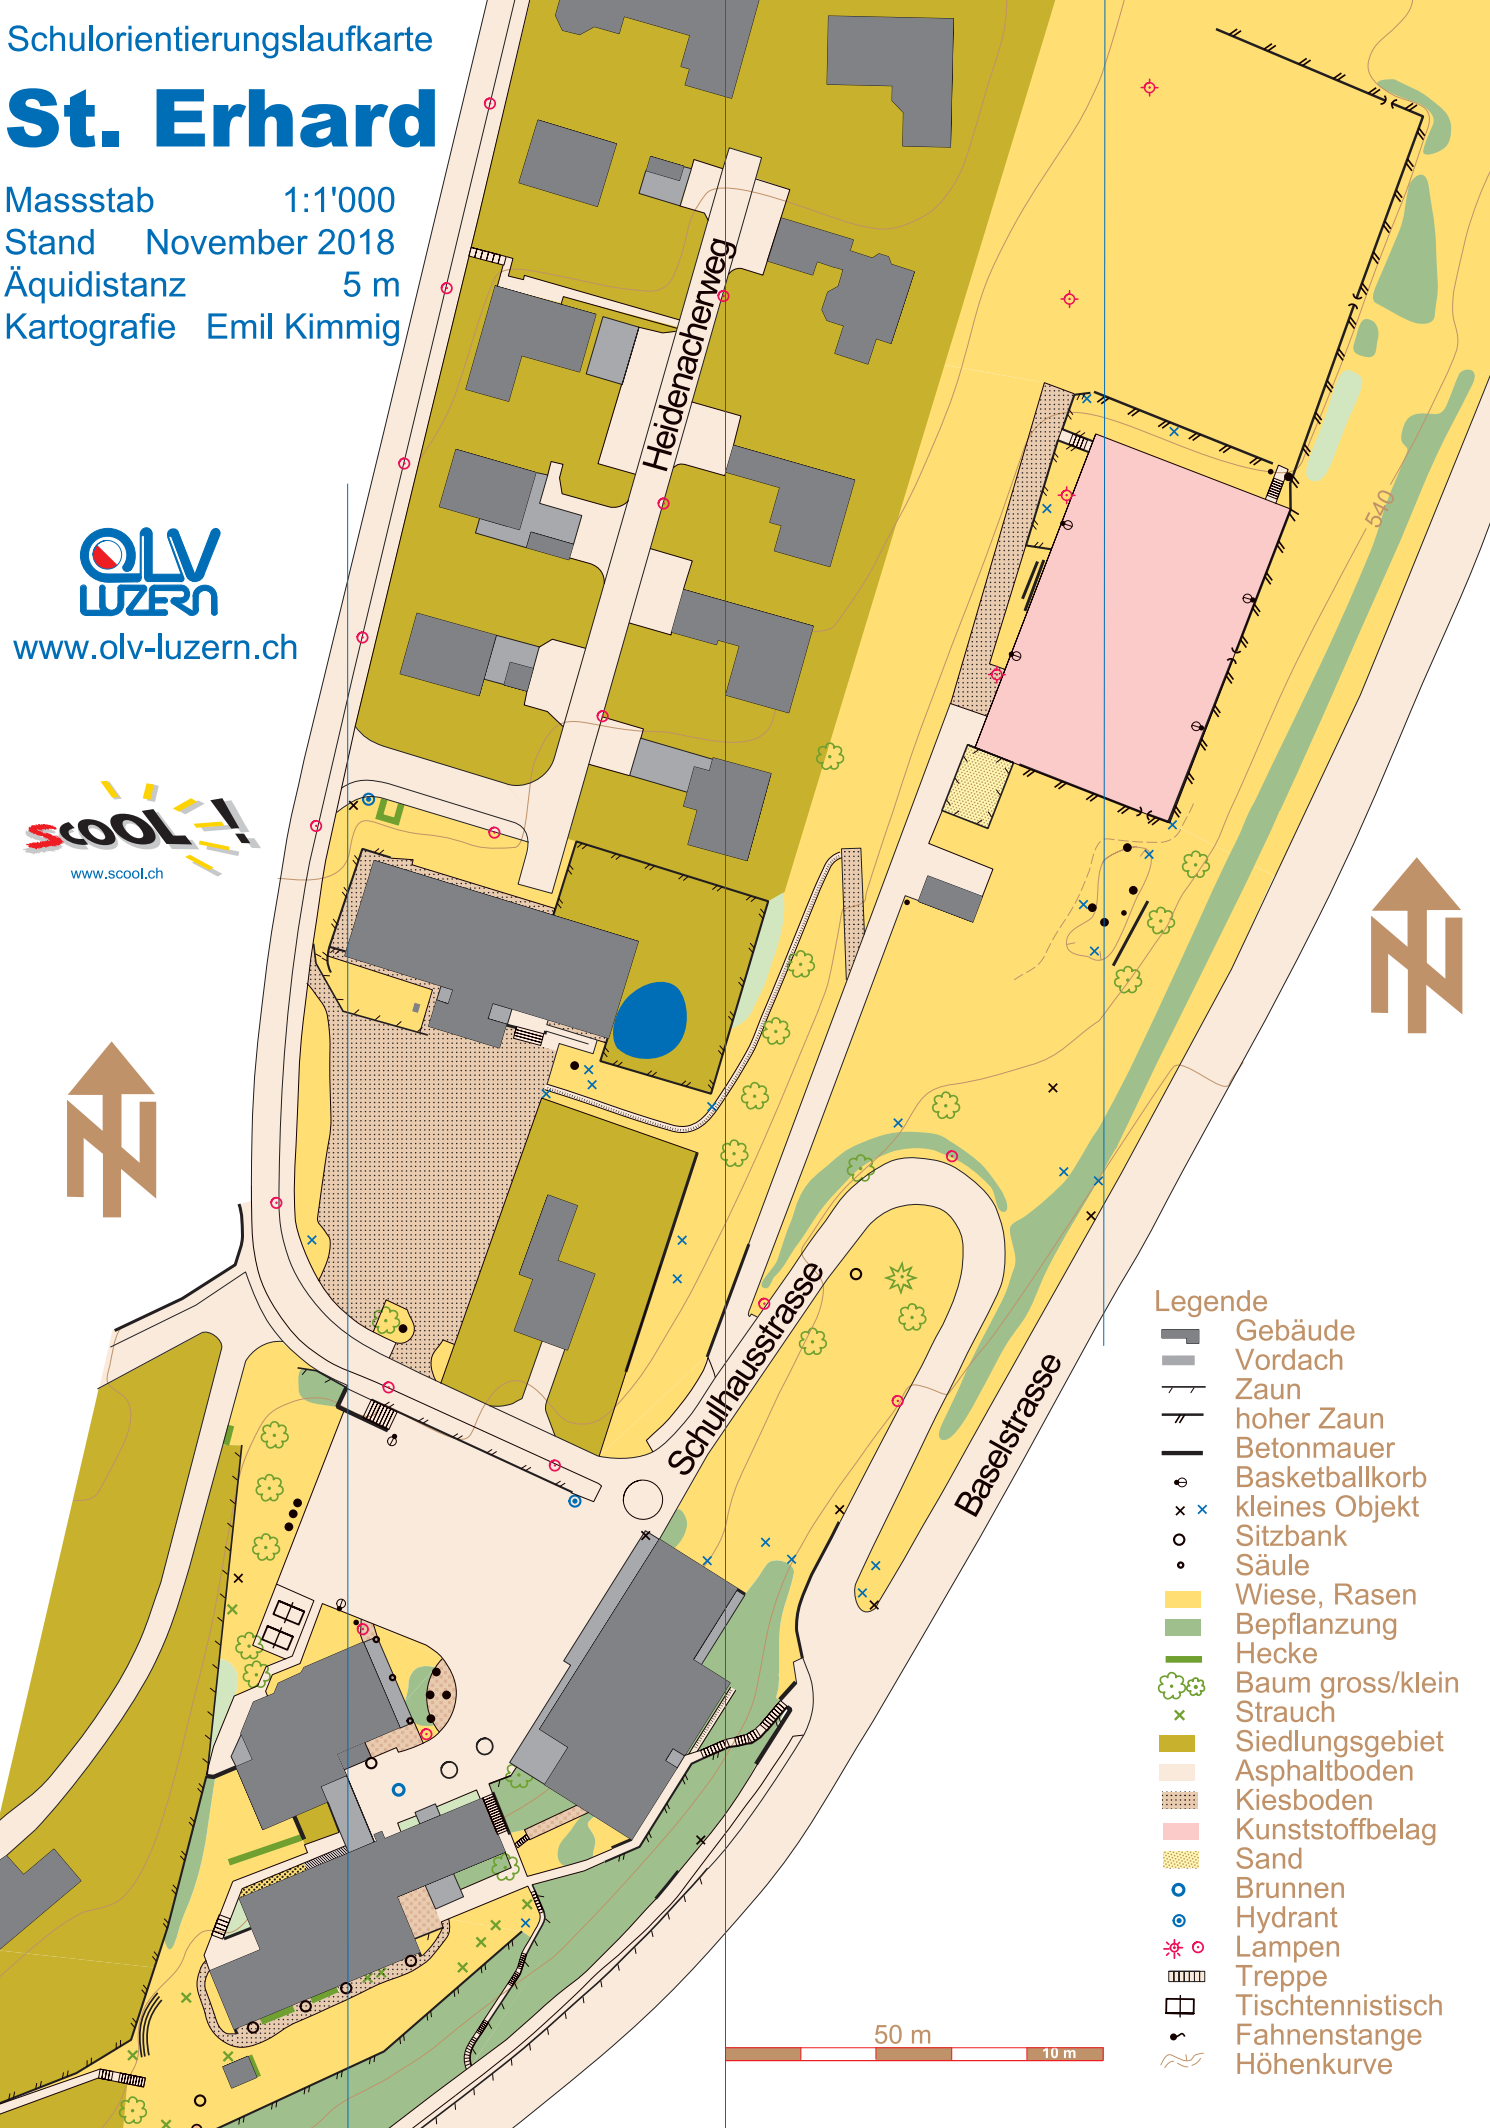 Schulorientierungslaufkarte
St. Erhard
Massstab 1:1'000
Stand November 2018
Äquidistanz 5 m
Kartografie Emil Kimmig
OLV
LUZERN
www.olv-luzern.ch
sCOOL!
www.scool.ch
Heidenacherweg
540
N
N
Schulhausstrasse
Baselstrasse
Legende
Gebäude
Vordach
Zaun
hoher Zaun
Betonmauer
Basketballkorb
kleines Objekt
Sitzbank
Säule
Wiese, Rasen
Bepflanzung
Hecke
Baum gross/klein
Strauch
Siedlungsgebiet
Asphaltboden
Kiesboden
Kunststoffbelag
Sand
Brunnen
Hydrant
Lampen
Treppe
Tischtennistisch
Fahnenstange
Höhenkurve
50 m
10 m